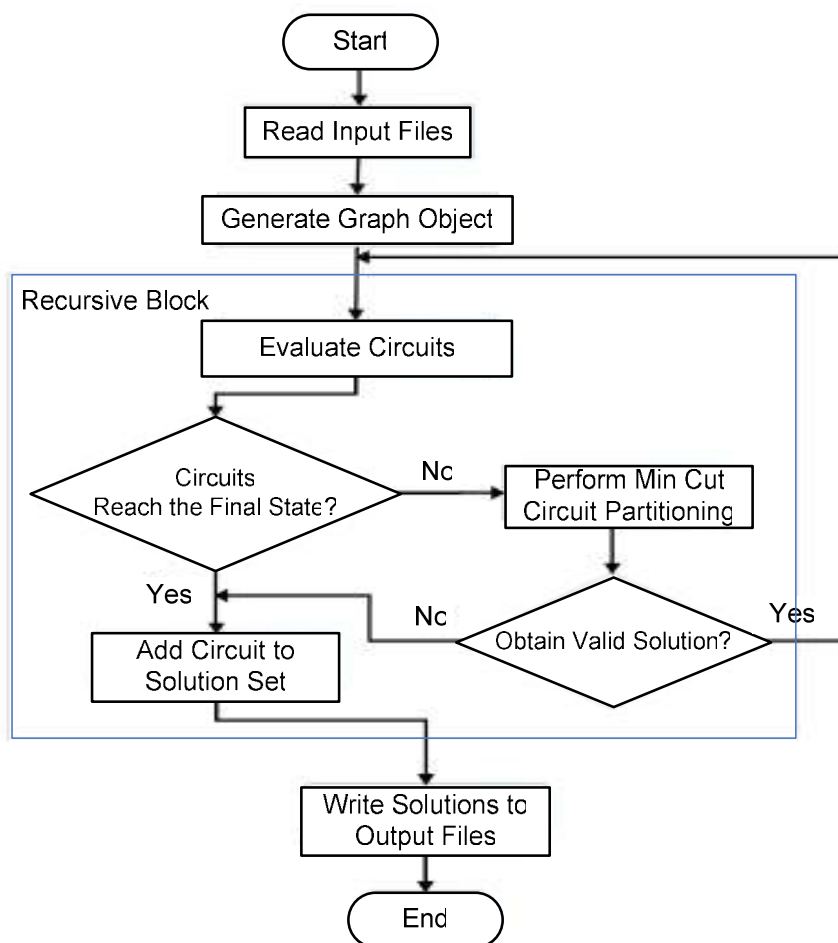 Start
Read Input Files
Generate Graph Object
Recursive Block
Evaluate Circuits
Circuits
Reach the Final State?
No
Perform Min Cut
Circuit Partitioning
Yes
No
Obtain Valid Solution?
Yes
Add Circuit to
Solution Set
Write Solutions to
Output Files
End